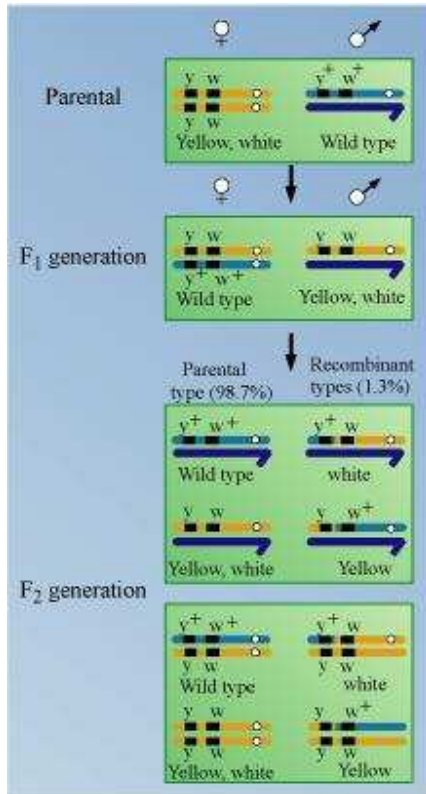 ♀ ♂
y w y+ w+
Parental
y w
Yellow, white Wild type
♀ ♂
y w y w
F1 generation
y+ w+
Wild type Yellow, white
Parental type (98.7%)
Recombinant types (1.3%)
y+ w+ y+ w
Wild type white
y w y w+
Yellow, white Yellow
F2 generation
y+ w+ y+ w
y w y w
Wild type white
y w y w+
y w y w
Yellow, white Yellow